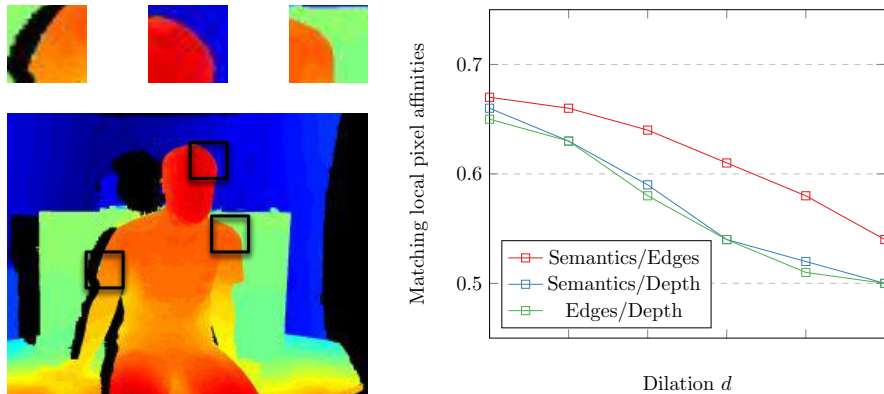 0.7
0.6
0.5
Matching local pixel affinities
Semantics/Edges
Semantics/Depth
Edges/Depth
Dilation d